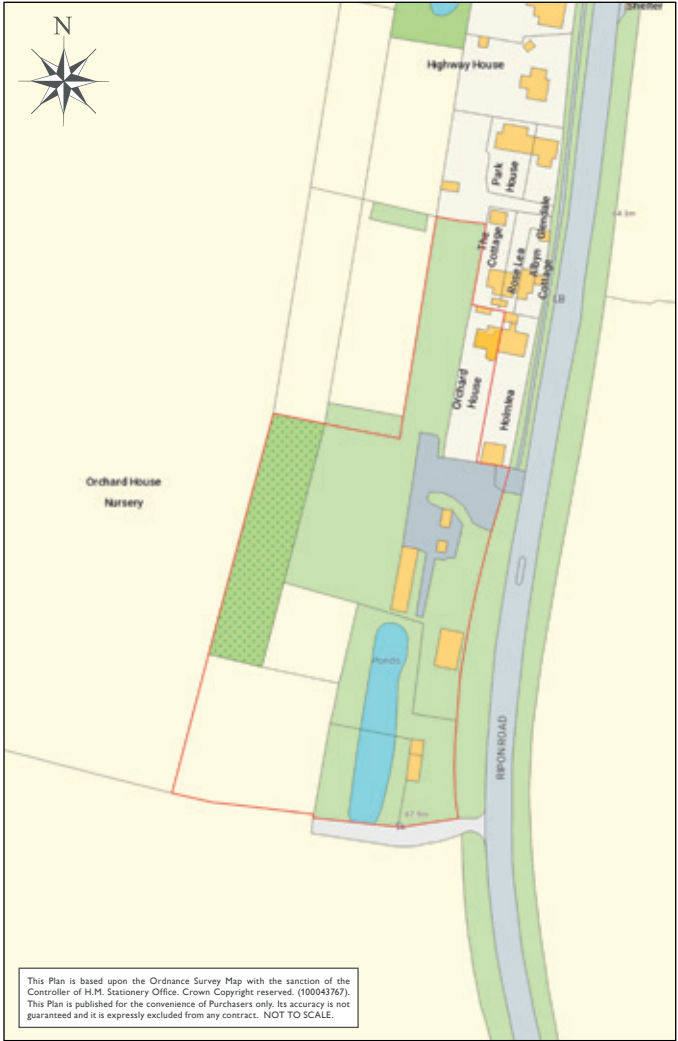 N
Shelter
Highway House
Park
House
Glendale
The
Cottage
Rose Lea
Albyn
Cottage
LB
Orchard
House
Holmlea
Orchard House
Nursery
Ponds
RIPON ROAD
67.9m
This Plan is based upon the Ordnance Survey Map with the sanction of the
Controller of H.M. Stationery Office. Crown Copyright reserved. (100043767).
This Plan is published for the convenience of Purchasers only. Its accuracy is not
guaranteed and it is expressly excluded from any contract. NOT TO SCALE.